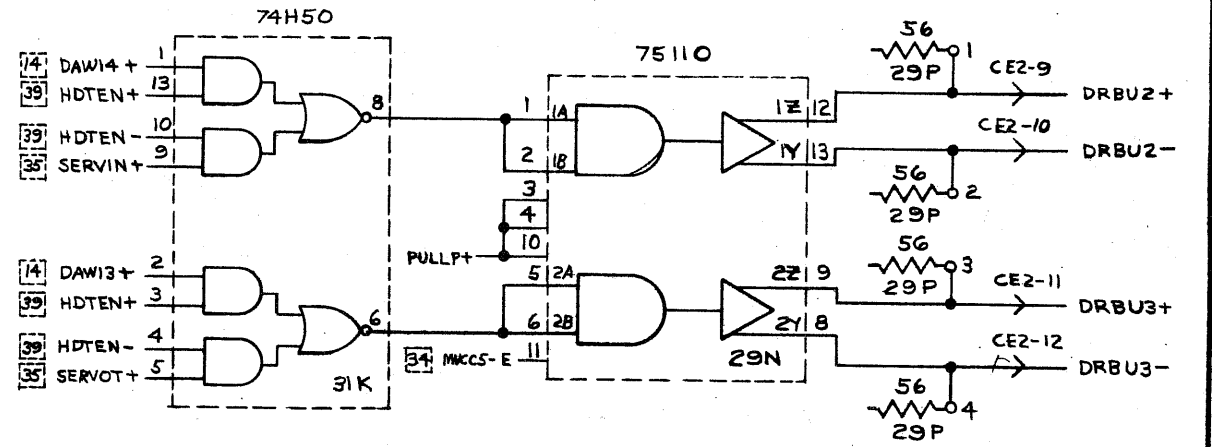 74H50
14 DAW14+ 1
39 HDTEN+ 13
39 HDTEN- 10
35 SERVIN+ 9
8
14 DAW13+ 2
39 HDTEN+ 3
39 HDTEN- 4
35 SERVOT+ 5
6
31K
75110
1 1A
2 1B
3
4
10
PULLP+
5 2A
6 2B
34 MWCC5-E 11
1Z 12
1Y 13
2Z 9
2Y 8
29N
56
1
29P
CE2-9
DRBU2+
CE2-10
DRBU2-
56
2
29P
56
3
29P
CE2-11
DRBU3+
CE2-12
DRBU3-
56
4
29P